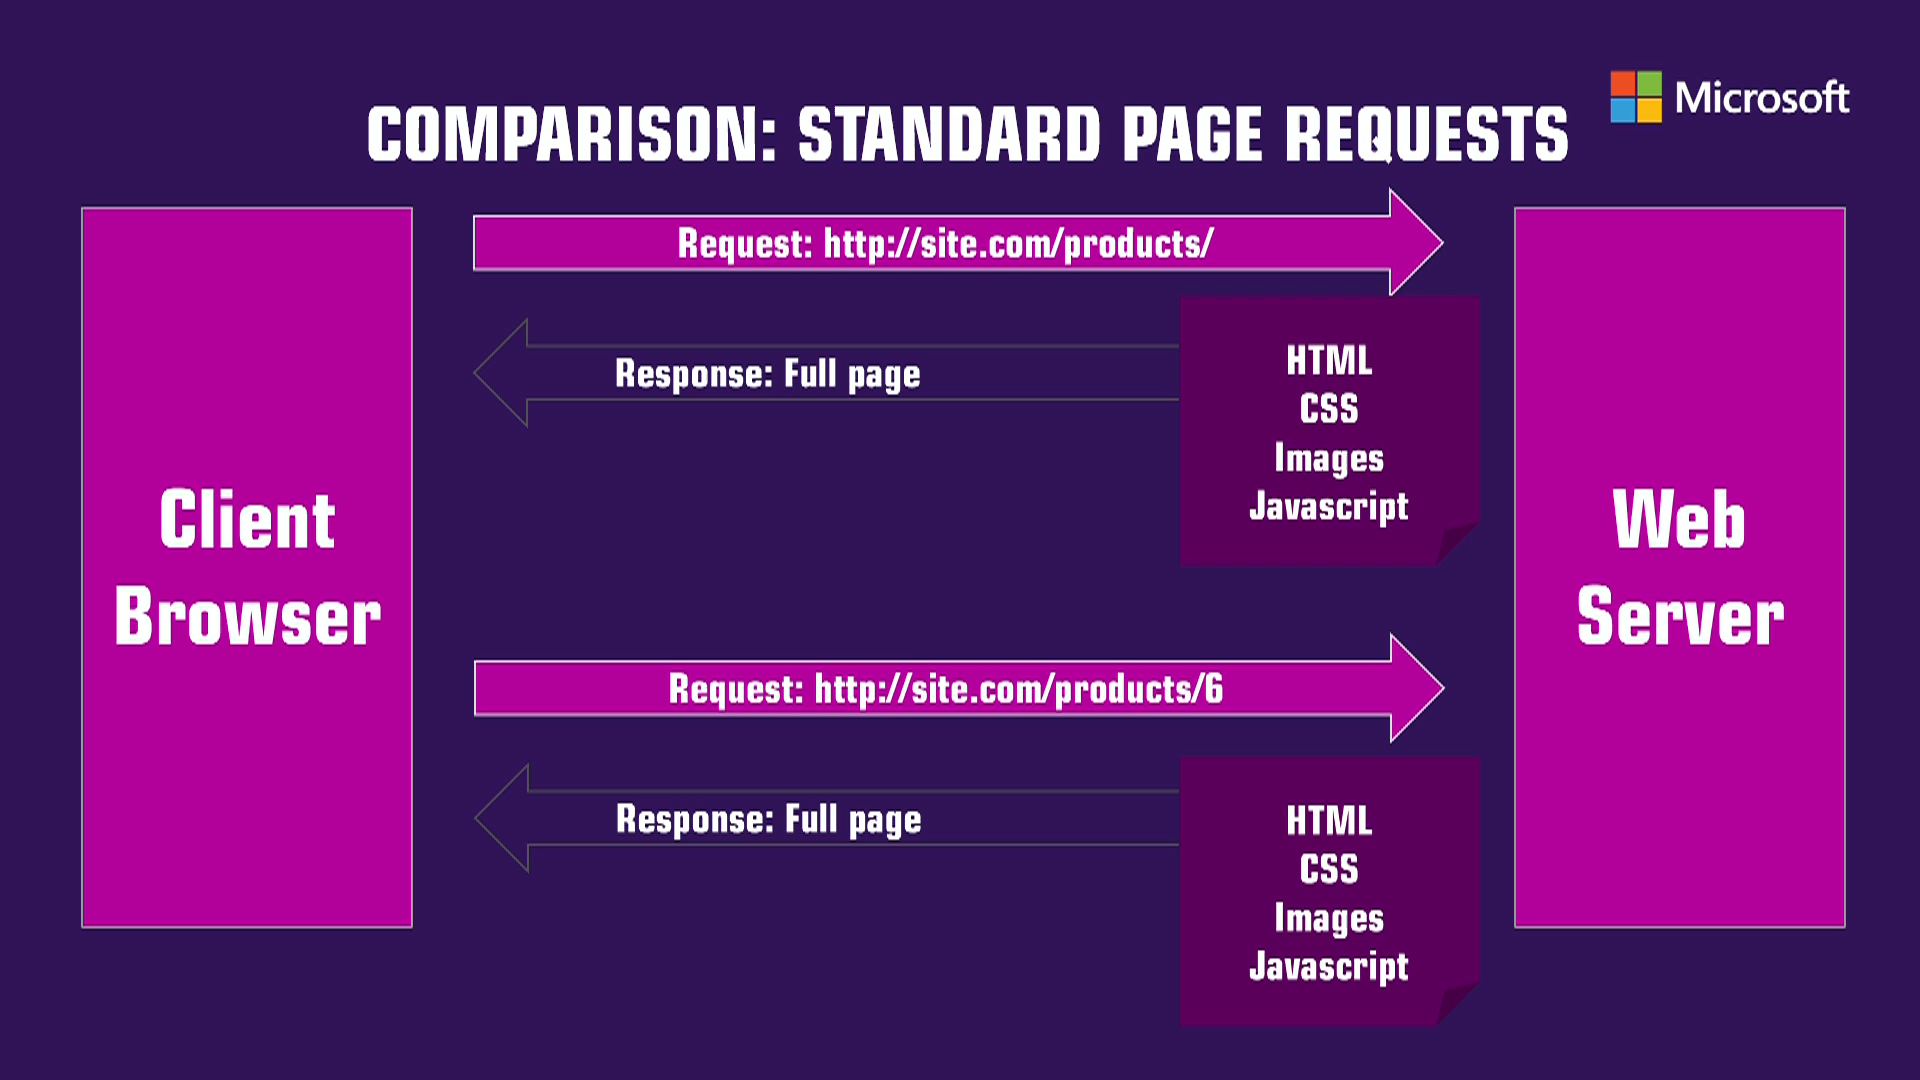 Microsoft
COMPARISON: STANDARD PAGE REQUESTS
Client
Browser
Request: http://site.com/products/
Response: Full page
HTML
CSS
Images
Javascript
Request: http://site.com/products/6
Response: Full page
HTML
CSS
Images
Javascript
Web
Server